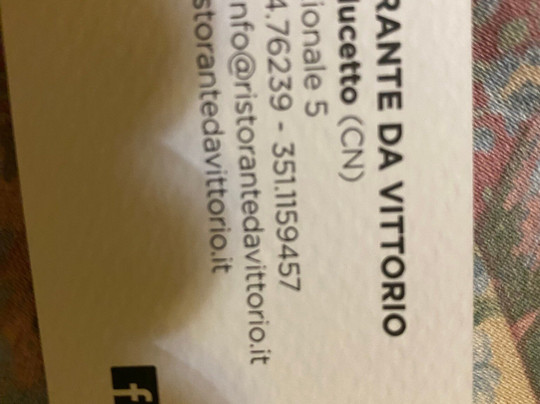 RANTE DA VITTORIO
lucetto (CN)
ionale 5
4.76239 - 351.1159457
nfo@ristorantedavittorio.it
storantedavittorio.it
f